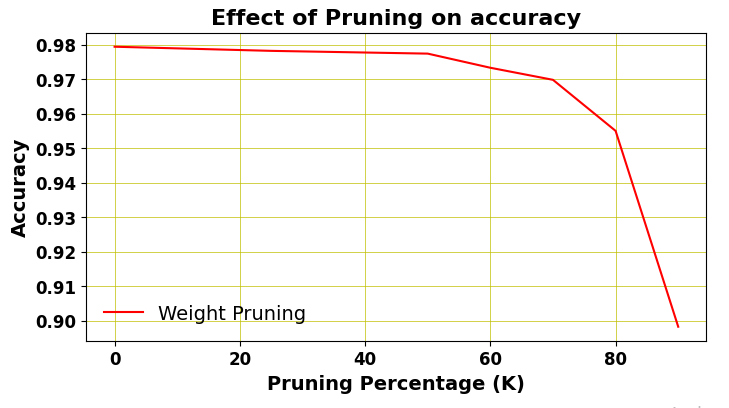 Effect of Pruning on accuracy
Accuracy
0.98
0.97
0.96
0.95
0.94
0.93
0.92
0.91
0.90
Weight Pruning
0 20 40 60 80
Pruning Percentage (K)